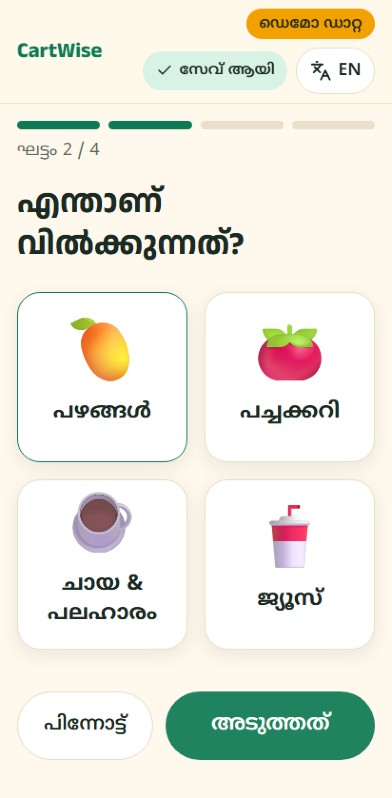 ഡെമോ ഡാറ്റ
CartWise
സേവ് ആയി
EN
ഘട്ടം 2 / 4
എന്താണ്
വിൽക്കുന്നത്?
പഴങ്ങൾ
പച്ചക്കറി
ചായ &
പലഹാരം
ജ്യൂസ്
പിന്നോട്ട്
അടുത്തത്